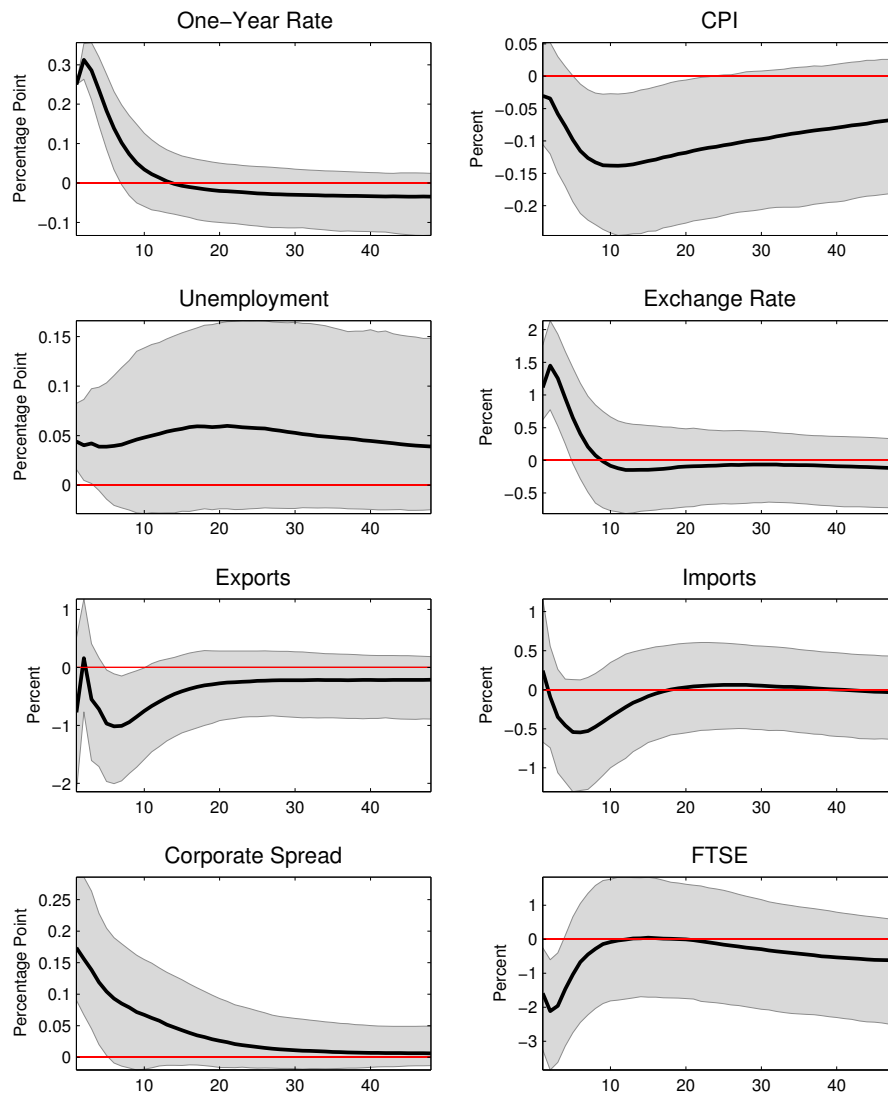 One−Year Rate
Percentage Point
0.3
0.2
0.1
0
−0.1
10 20 30 40
CPI
Percent
0.05
0
−0.05
−0.1
−0.15
−0.2
10 20 30 40
Unemployment
Percentage Point
0.15
0.1
0.05
0
10 20 30 40
Exchange Rate
Percent
2
1.5
1
0.5
0
−0.5
10 20 30 40
Exports
Percent
1
0
−1
−2
10 20 30 40
Imports
Percent
1
0.5
0
−0.5
−1
10 20 30 40
Corporate Spread
Percentage Point
0.25
0.2
0.15
0.1
0.05
0
10 20 30 40
FTSE
Percent
1
0
−1
−2
−3
10 20 30 40